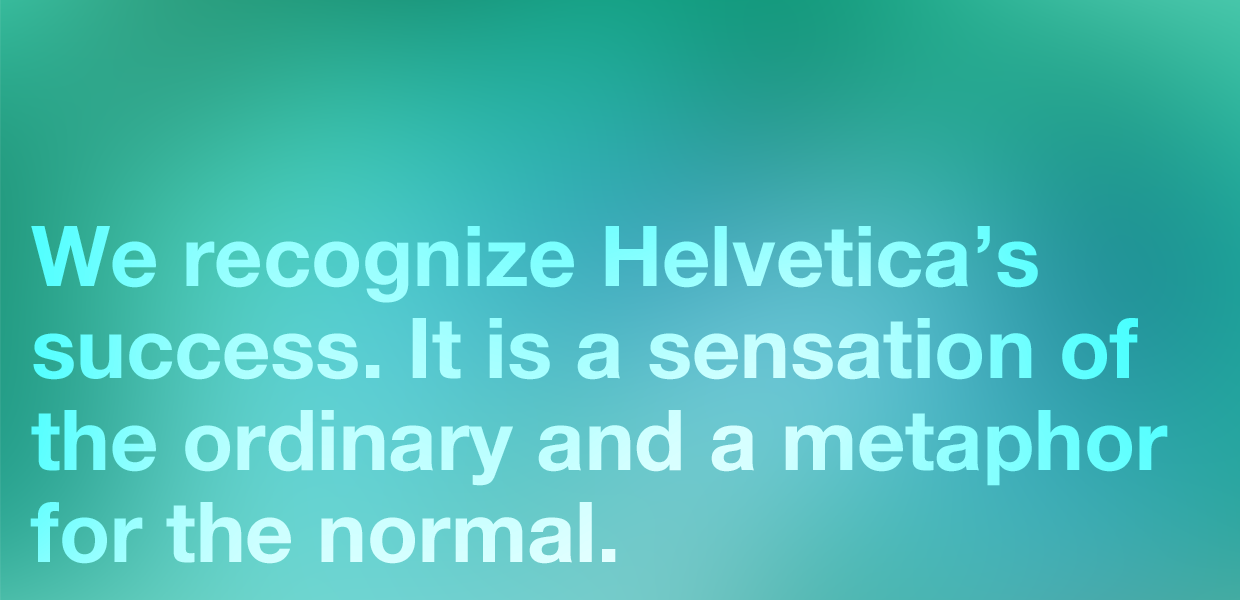 We recognize Helvetica’s
success. It is a sensation of
the ordinary and a metaphor
for the normal.